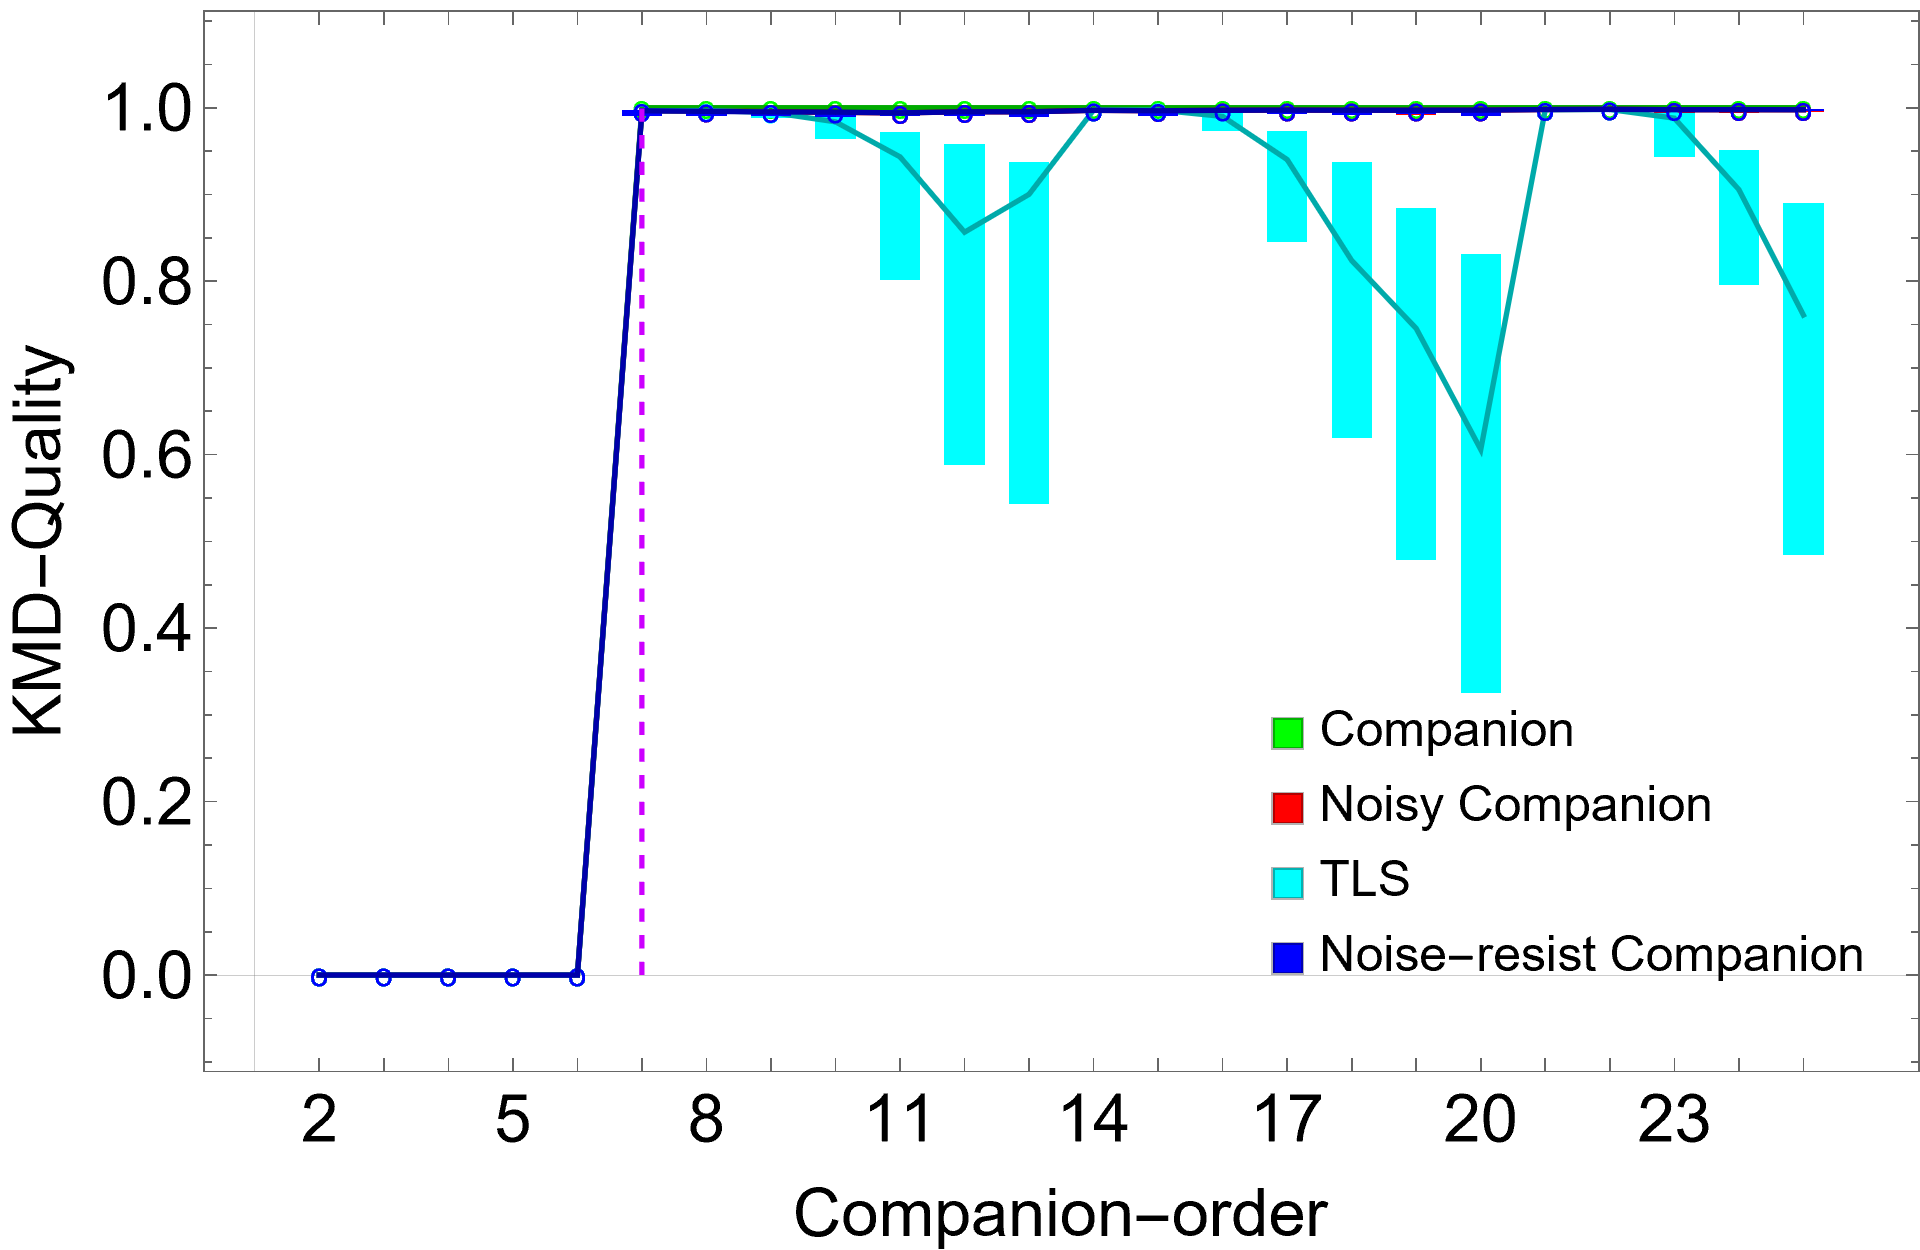 1.0
0.8
0.6
0.4
0.2
0.0
KMD-Quality
2 5 8 11 14 17 20 23
Companion-order
Companion
Noisy Companion
TLS
Noise-resist Companion